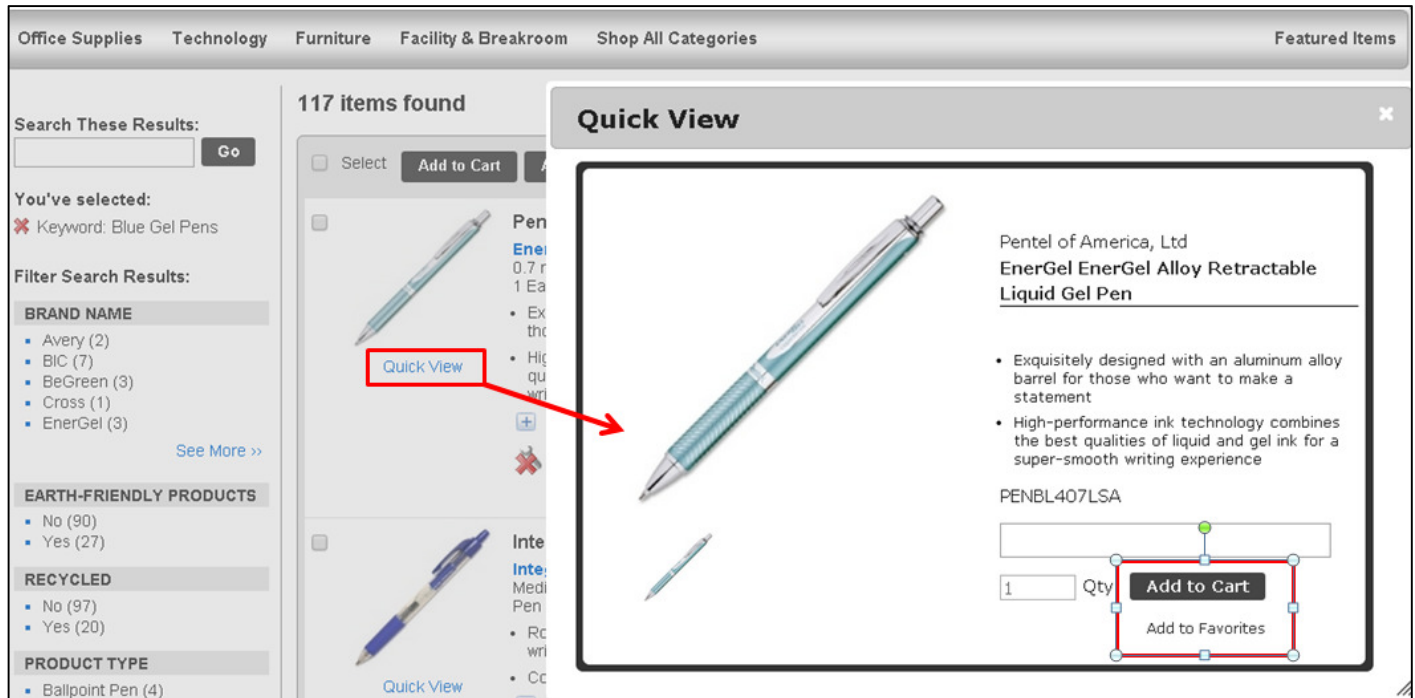 Office Supplies Technology Furniture Facility & Breakroom Shop All Categories Featured Items
Search These Results:
Go
You've selected:
Keyword: Blue Gel Pens
Filter Search Results:
BRAND NAME
Avery (2)
BIC (7)
BeGreen (3)
Cross (1)
EnerGel (3)
See More ››
EARTH-FRIENDLY PRODUCTS
No (90)
Yes (27)
RECYCLED
No (97)
Yes (20)
PRODUCT TYPE
Ballpoint Pen (4)
117 items found
Select Add to Cart
Quick View
1 Ea
Pen
Quick View
Quick View
Pentel of America, Ltd
EnerGel EnerGel Alloy Retractable
Liquid Gel Pen
• Exquisitely designed with an aluminum alloy
barrel for those who want to make a
statement
• High-performance ink technology combines
the best qualities of liquid and gel ink for a
super-smooth writing experience
PENBL407LSA
1 Qty Add to Cart
Add to Favorites